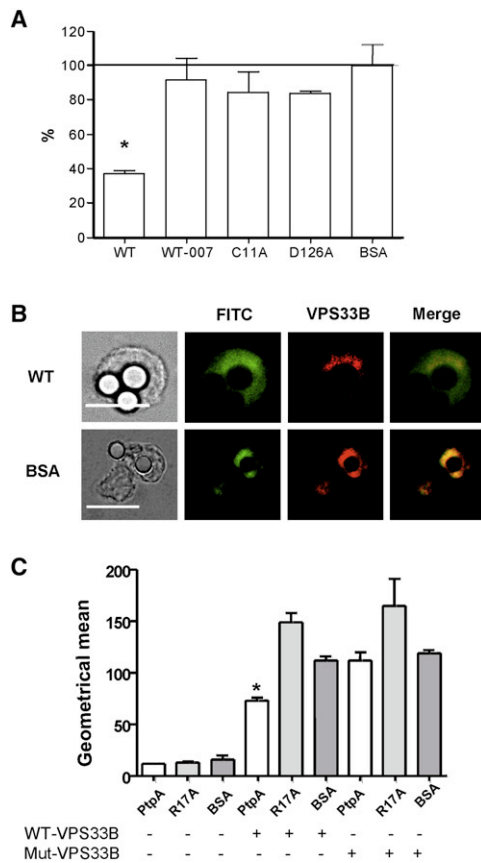 A
120
100
80
60
40
20
0
%
*
WT WT-007 C11A D126A BSA
B
FITC VPS33B Merge
WT
BSA
C
200
150
100
50
0
Geometrical mean
*
PtpA R17A BSA PtpA R17A BSA PtpA R17A BSA
WT-VPS33B - - - + + + - - -
Mut-VPS33B - - - - - - + + +